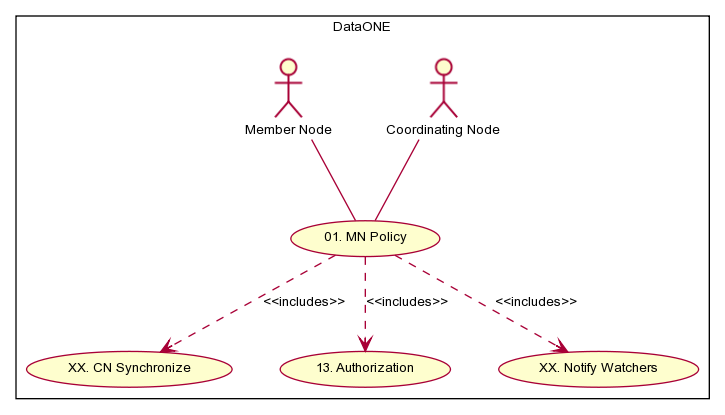 DataONE
Member Node
Coordinating Node
01. MN Policy
<<includes>>
<<includes>>
<<includes>>
XX. CN Synchronize
13. Authorization
XX. Notify Watchers